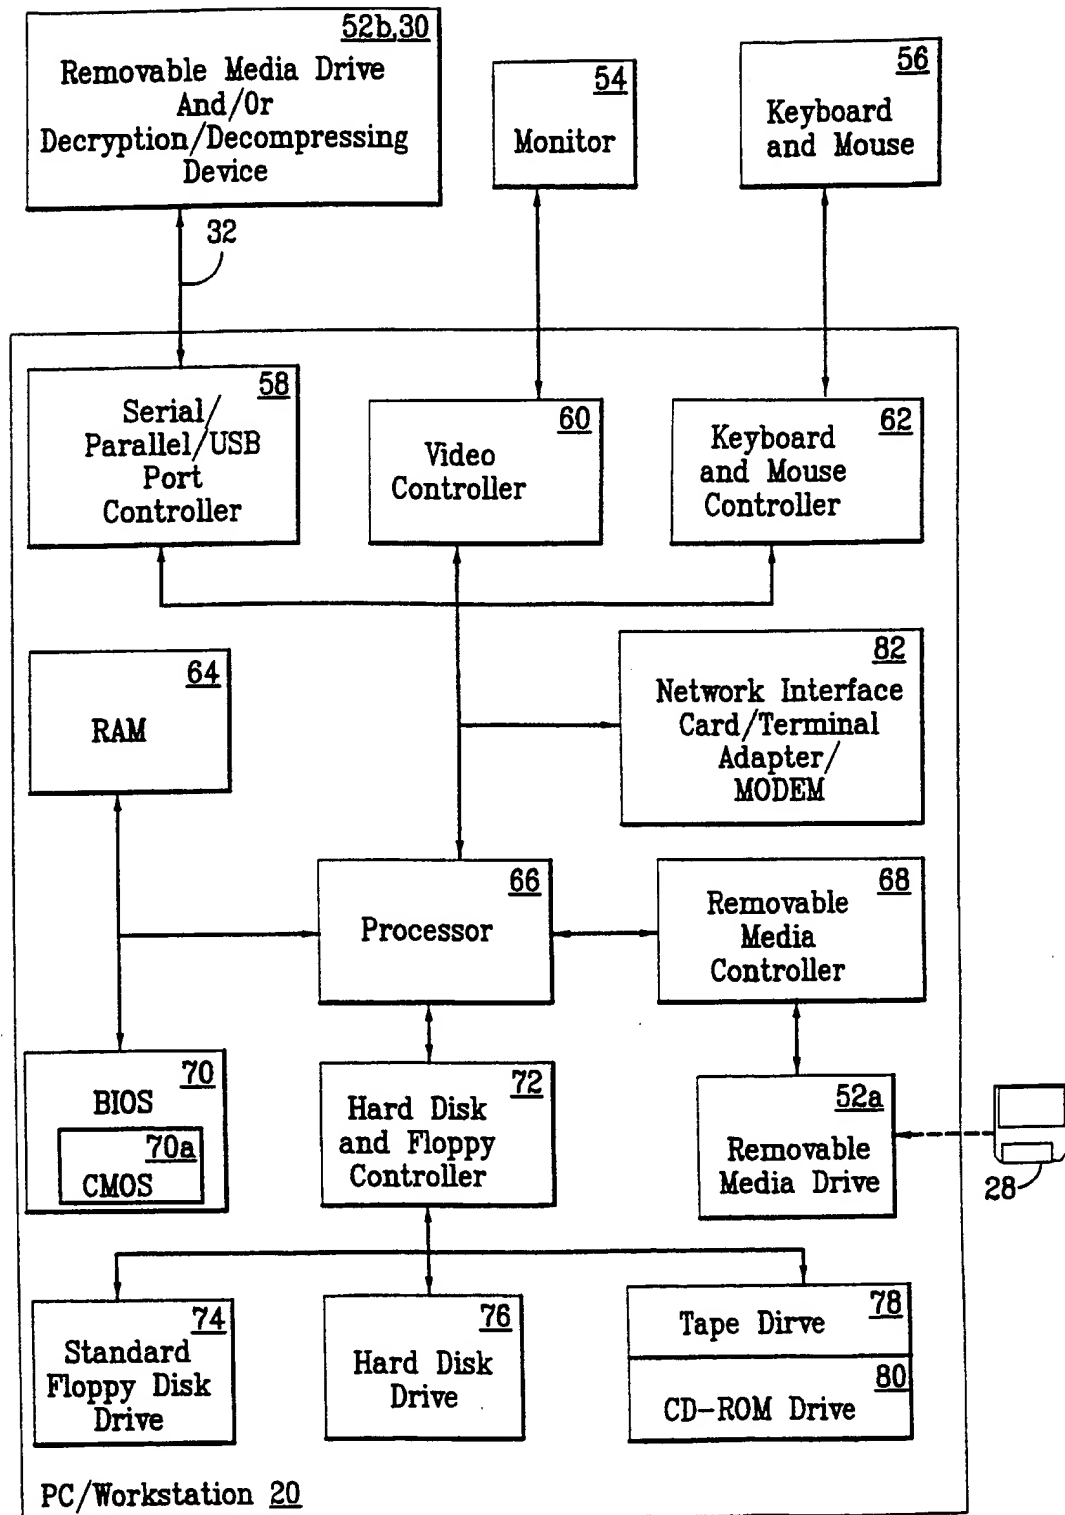 52b,30
Removable Media Drive
And/Or
Decryption/Decompressing
Device
54
Monitor
56
Keyboard
and Mouse
32
58
Serial/
Parallel/USB
Port
Controller
60
Video
Controller
62
Keyboard
and Mouse
Controller
64
RAM
82
Network Interface
Card/Terminal
Adapter/
MODEM
66
Processor
68
Removable
Media
Controller
70
BIOS
70a
CMOS
72
Hard Disk
and Floppy
Controller
52a
Removable
Media Drive
28
74
Standard
Floppy Disk
Drive
76
Hard Disk
Drive
78
Tape Dirve
80
CD-ROM Drive
PC/Workstation 20